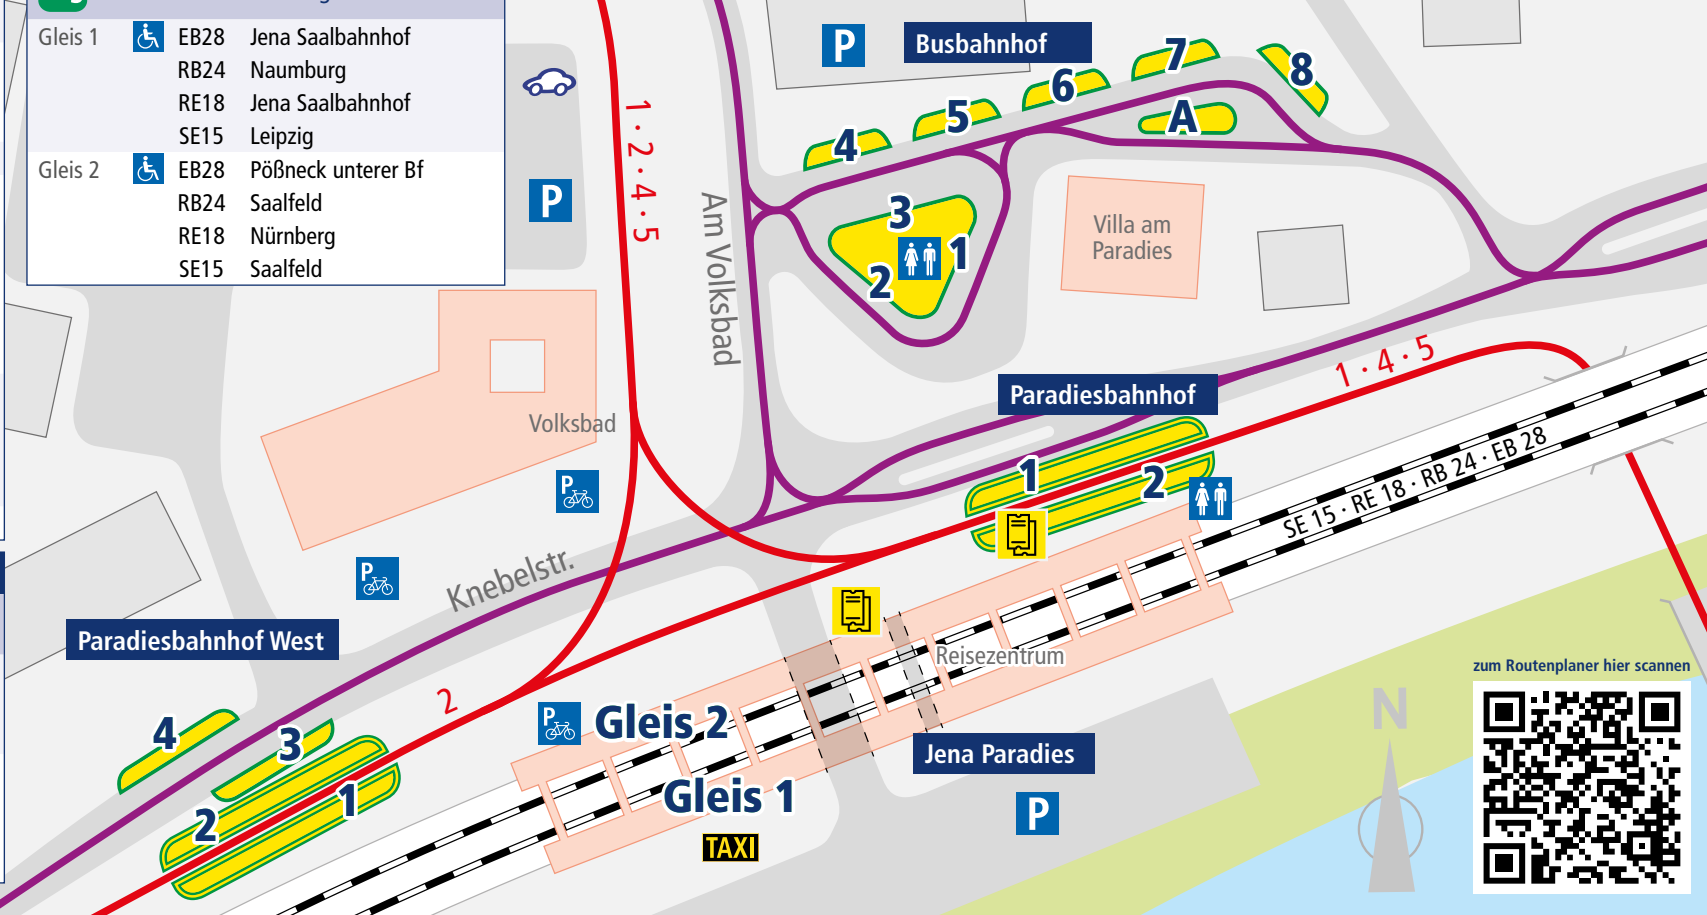 Gleis 1 EB28 Jena Saalbahnhof
RB24 Naumburg
RE18 Jena Saalbahnhof
SE15 Leipzig
Gleis 2 EB28 Pößneck unterer Bf
RB24 Saalfeld
RE18 Nürnberg
SE15 Saalfeld
P
Busbahnhof
7
8
6
5
A
4
1 · 2 · 4 · 5
P
Am Volksbad
3
1
2
Villa am
Paradies
1 · 4 · 5
Paradiesbahnhof
Volksbad
1
2
P
SE 15 · RE 18 · RB 24 · EB 28
P
Knebelstr.
Paradiesbahnhof West
Reisezentrum
zum Routenplaner hier scannen
2
N
P
Gleis 2
4
3
Jena Paradies
Gleis 1
1
2
P
TAXI